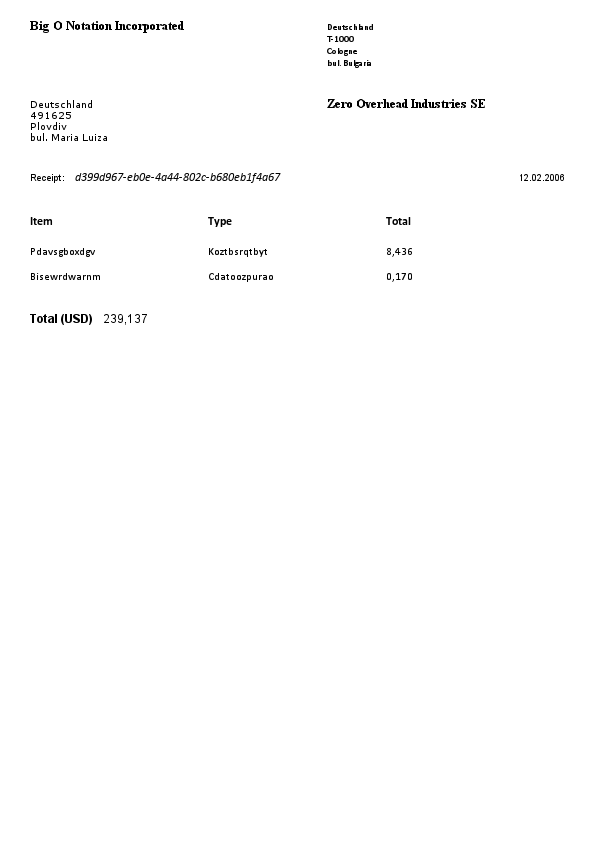 Big O Notation Incorporated
Deutschland
T-1000
Cologne
bul. Bulgaria
Deutschland
491625
Plovdiv
bul. Maria Luiza
Zero Overhead Industries SE
Receipt: d399d967-eb0e-4a44-802c-b680eb1f4a67 12.02.2006
Item Type Total
Pdavsgboxdgv Koztbsrqtbyt 8,436
Bisewrdwarnm Cdatoozpurao 0,170
Total (USD) 239,137